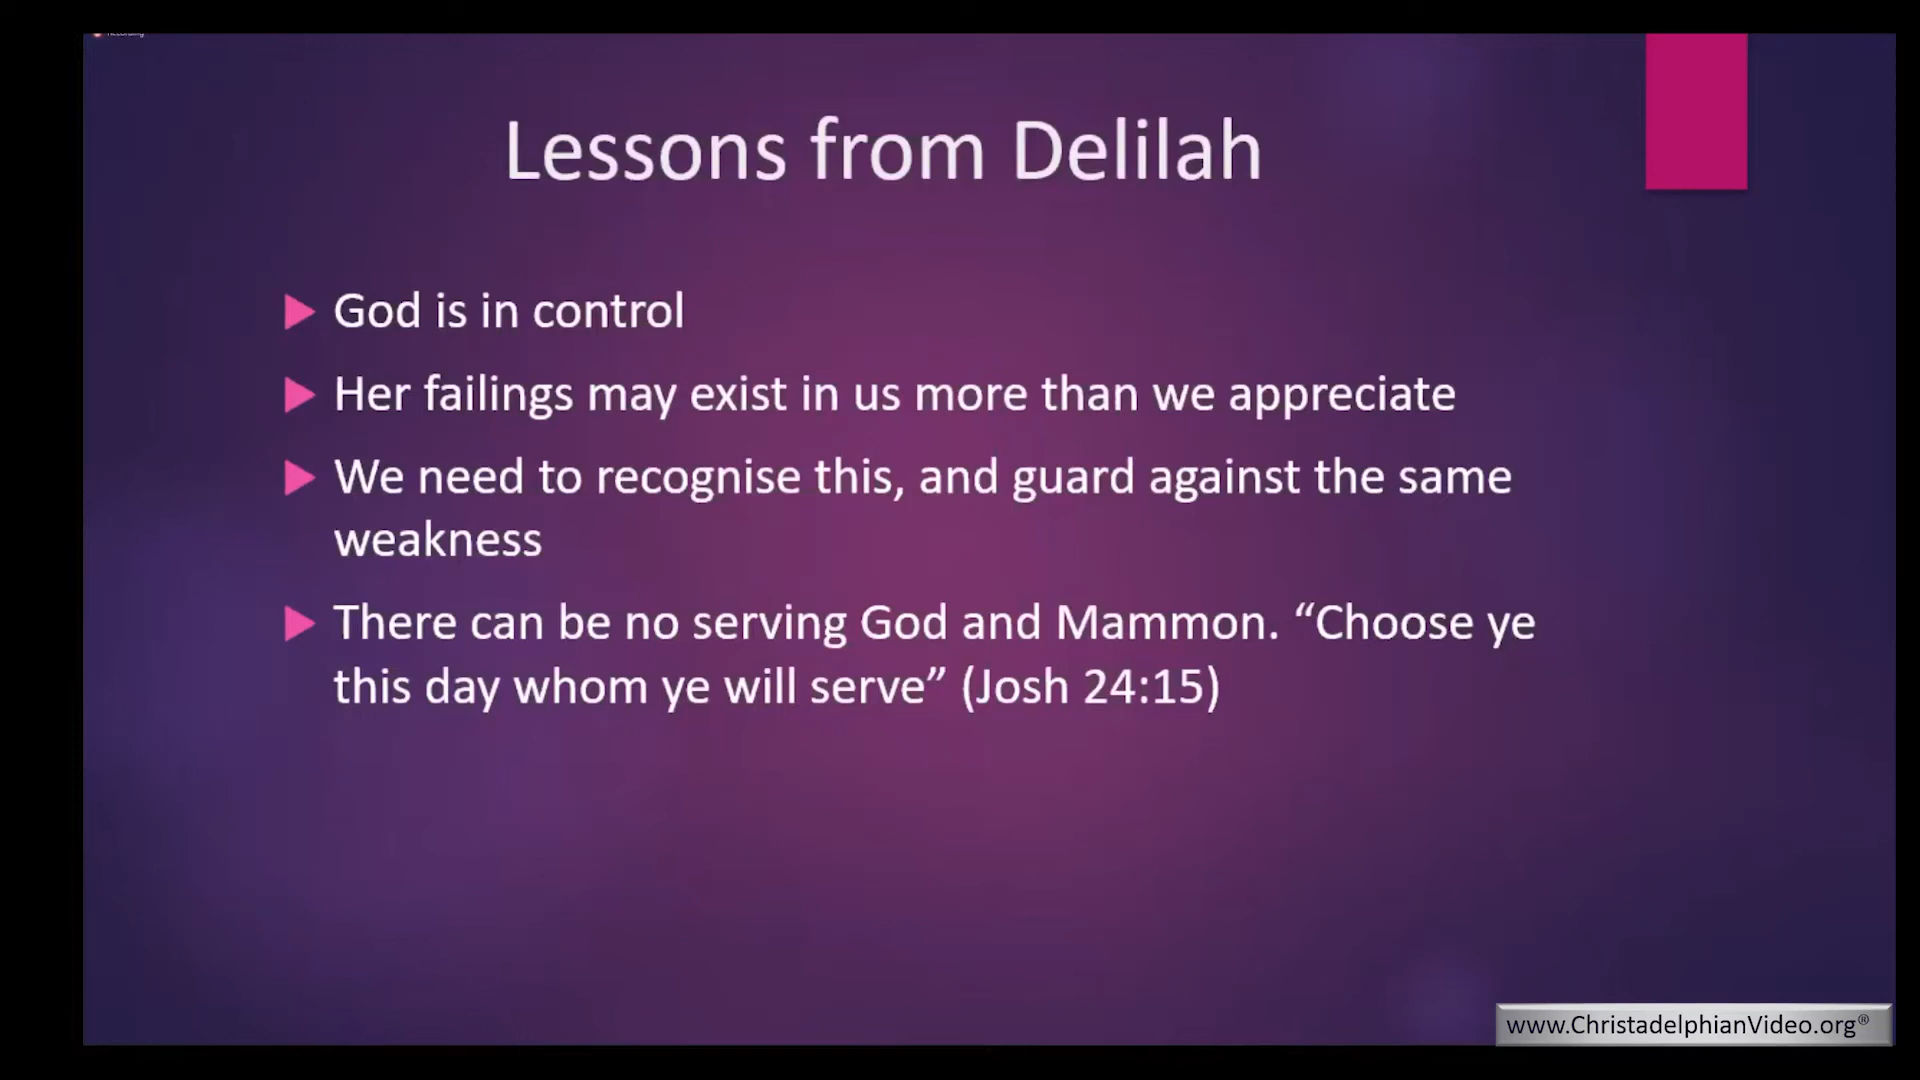 Lessons from Delilah
▶ God is in control
▶ Her failings may exist in us more than we appreciate
▶ We need to recognise this, and guard against the same
weakness
▶ There can be no serving God and Mammon. “Choose ye
this day whom ye will serve” (Josh 24:15)
www.ChristadelphianVideo.org®